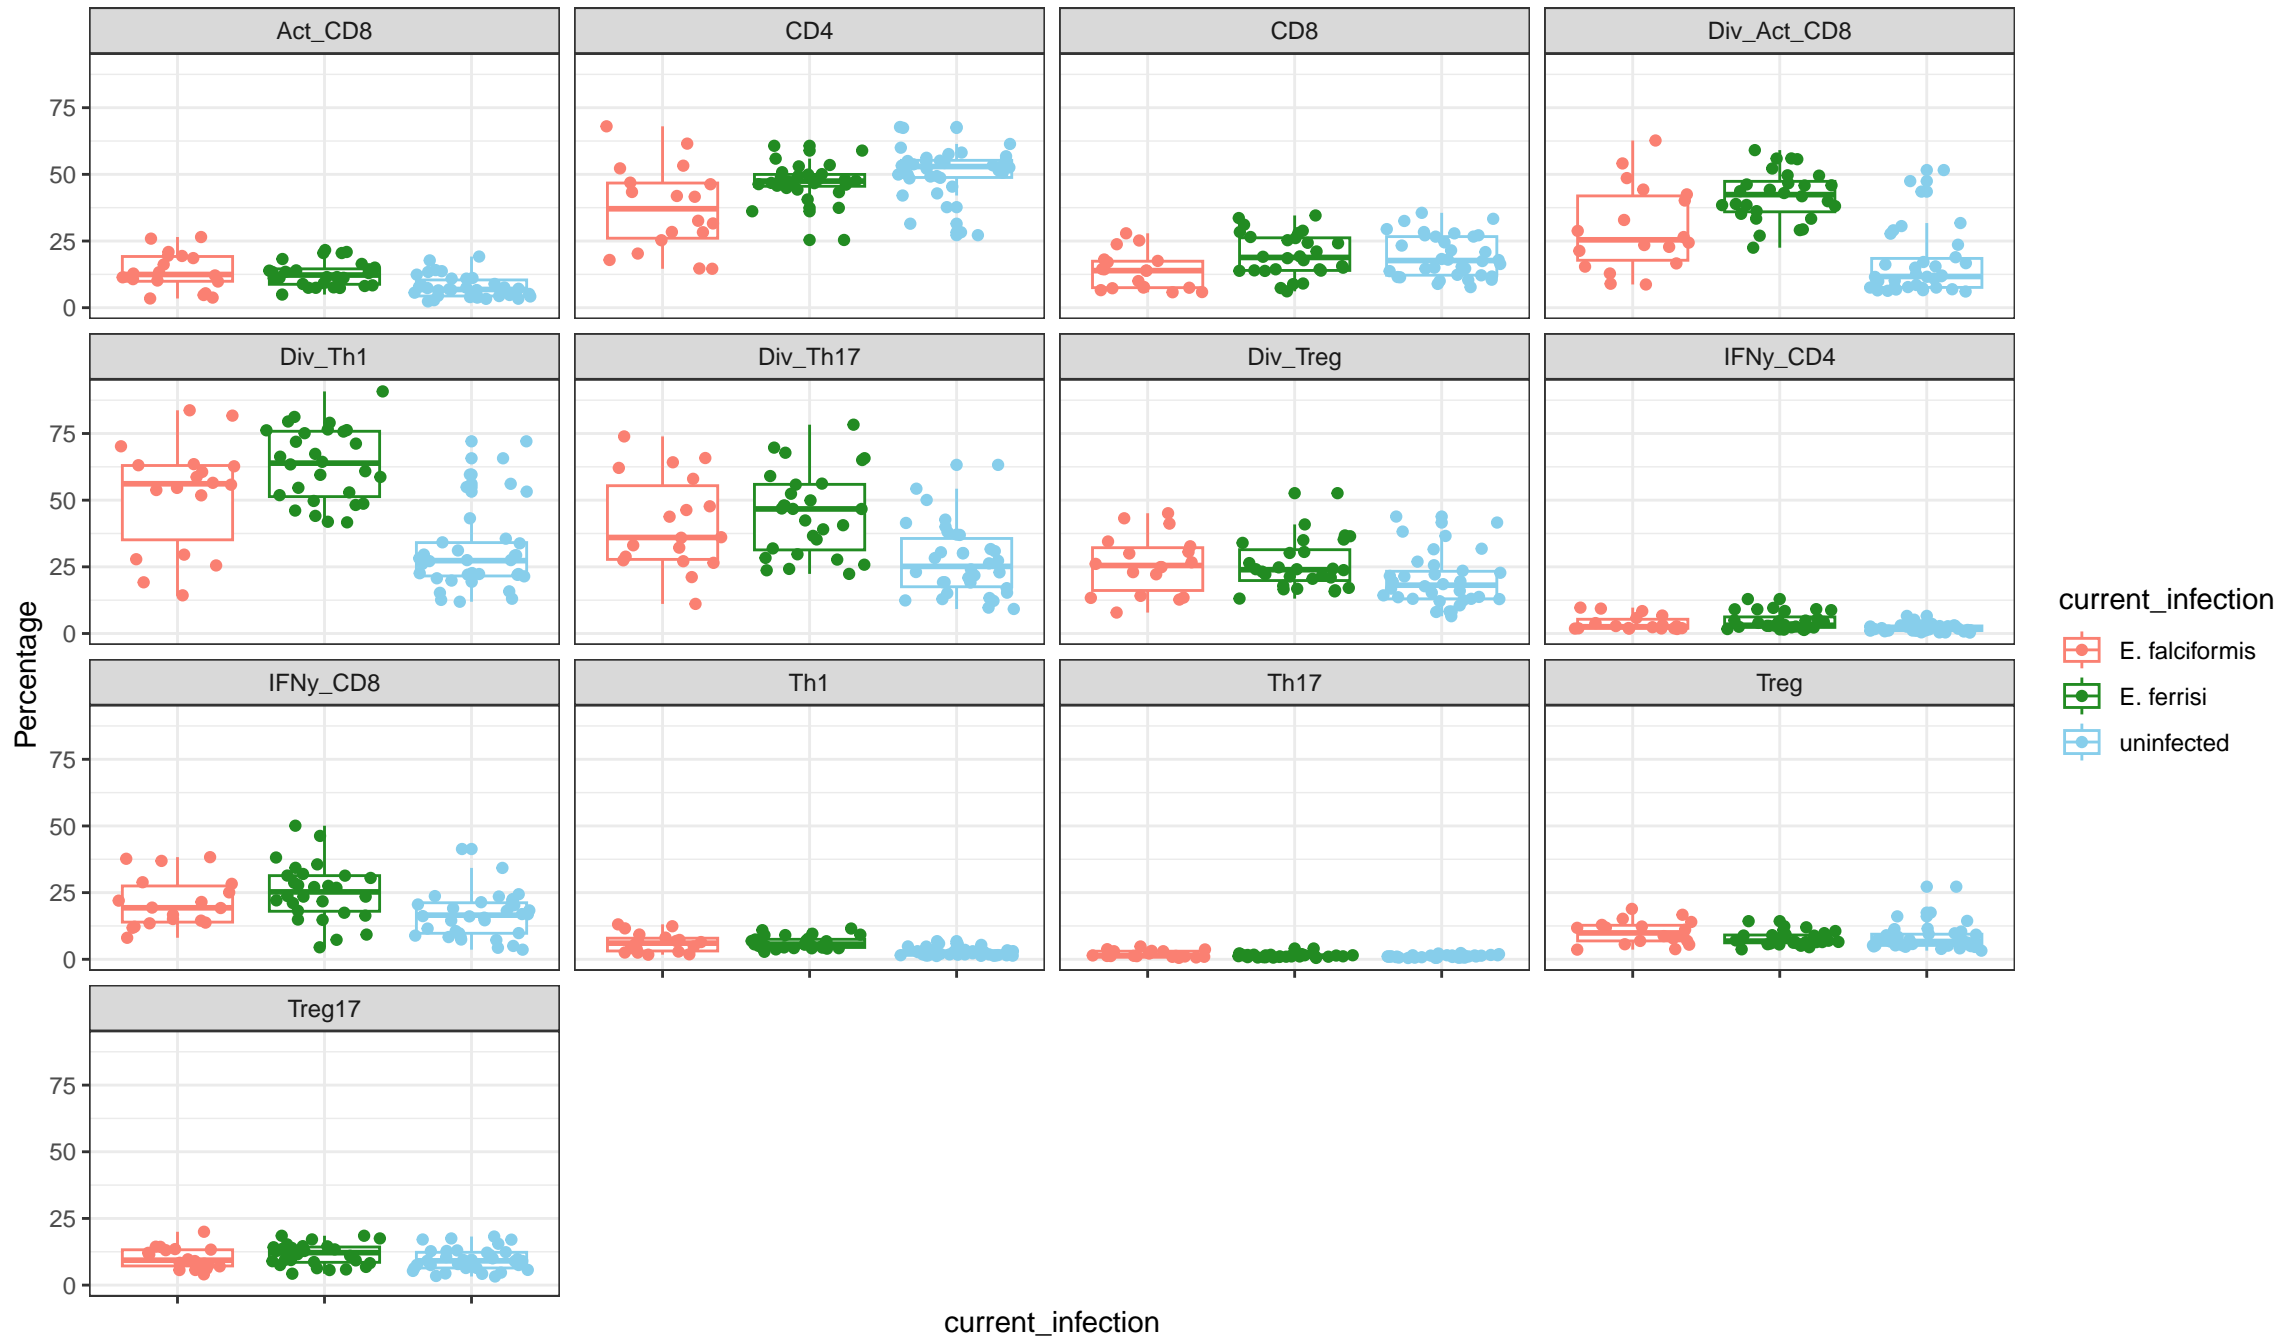 Act_CD8 CD4 CD8 Div_Act_CD8
75
50
25
0
Div_Th1 Div_Th17 Div_Treg IFNy_CD4
75
50
25
0
IFNy_CD8 Th1 Th17 Treg
75
50
25
0
Treg17
75
50
25
0
Percentage
current_infection
current_infection
E. falciformis
E. ferrisi
uninfected